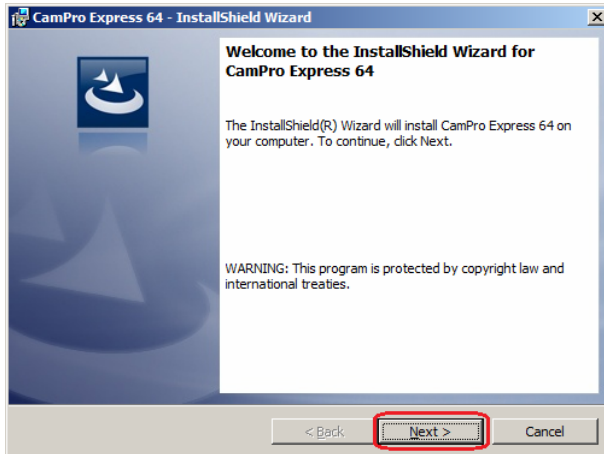 CamPro Express 64 - InstallShield Wizard
Welcome to the InstallShield Wizard for
CamPro Express 64
The InstallShield(R) Wizard will install CamPro Express 64 on
your computer. To continue, click Next.
WARNING: This program is protected by copyright law and
international treaties.
< Back Next > Cancel